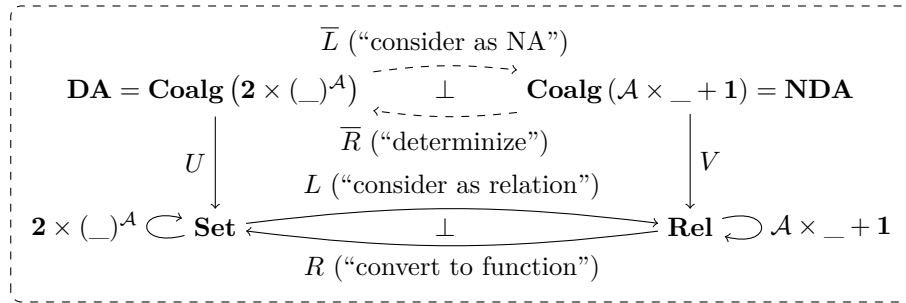 L̅ (“consider as NA”)
DA = Coalg (2 × (_)^𝒜) ⊥ Coalg (𝒜 × _ + 1) = NDA
R̅ (“determinize”)
U V
L (“consider as relation”)
2 × (_)^𝒜 Set ⊥ Rel 𝒜 × _ + 1
R (“convert to function”)